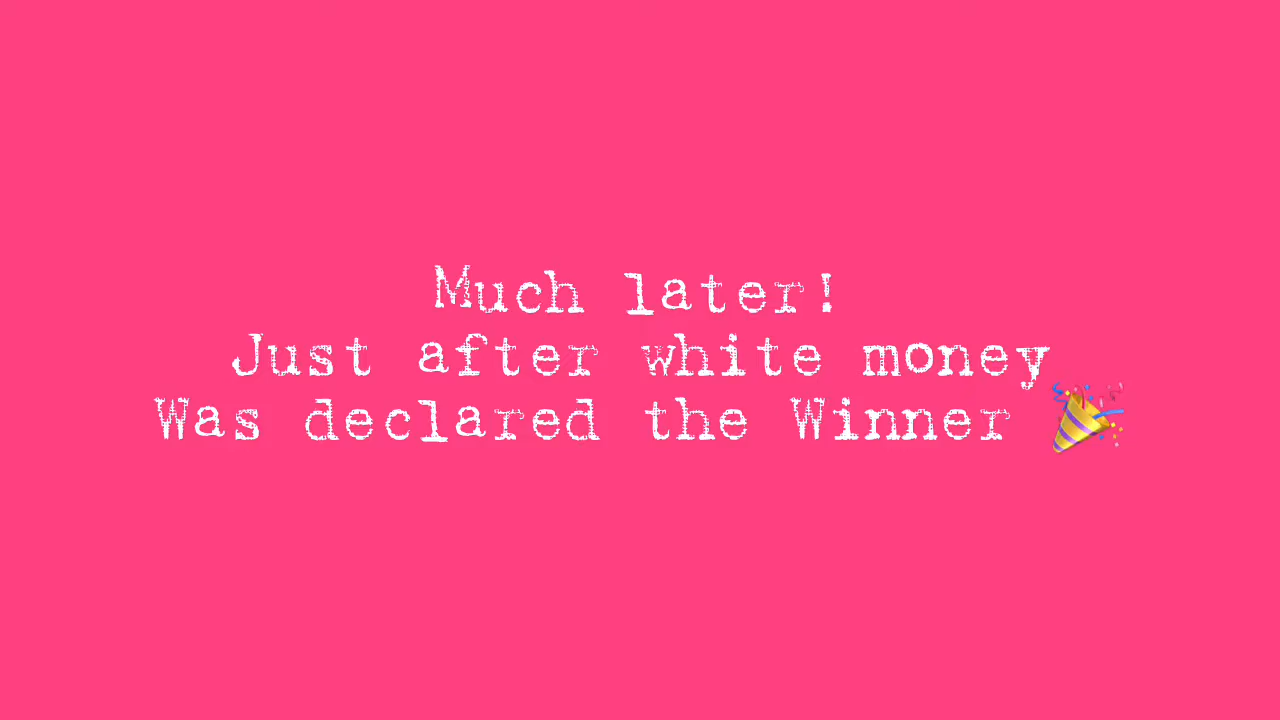 Much later!
Just after white money
Was declared the Winner 🎉